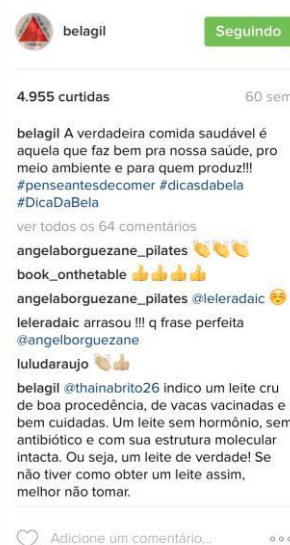 belagil
Seguindo
4.955 curtidas
60 sem
belagil A verdadeira comida saudável é
aquela que faz bem pra nossa saúde, pro
meio ambiente e para quem produz!!!
#penseantesdecomer #dicasdabela
#DicaDaBela
ver todos os 64 comentários
angelaborguezane_pilates 👏👏👏
book_onthetable 👍👍👍👍
angelaborguezane_pilates @leleradaic ☺️
leleradaic arrasou !!! q frase perfeita
@angelborguezane
luludaraujo 👏👍
belagil @thainabrito26 indico um leite cru
de boa procedência, de vacas vacinadas e
bem cuidadas. Um leite sem hormônio, sem
antibiótico e com sua estrutura molecular
intacta. Ou seja, um leite de verdade! Se
não tiver como obter um leite assim,
melhor não tomar.
Adicione um comentário...